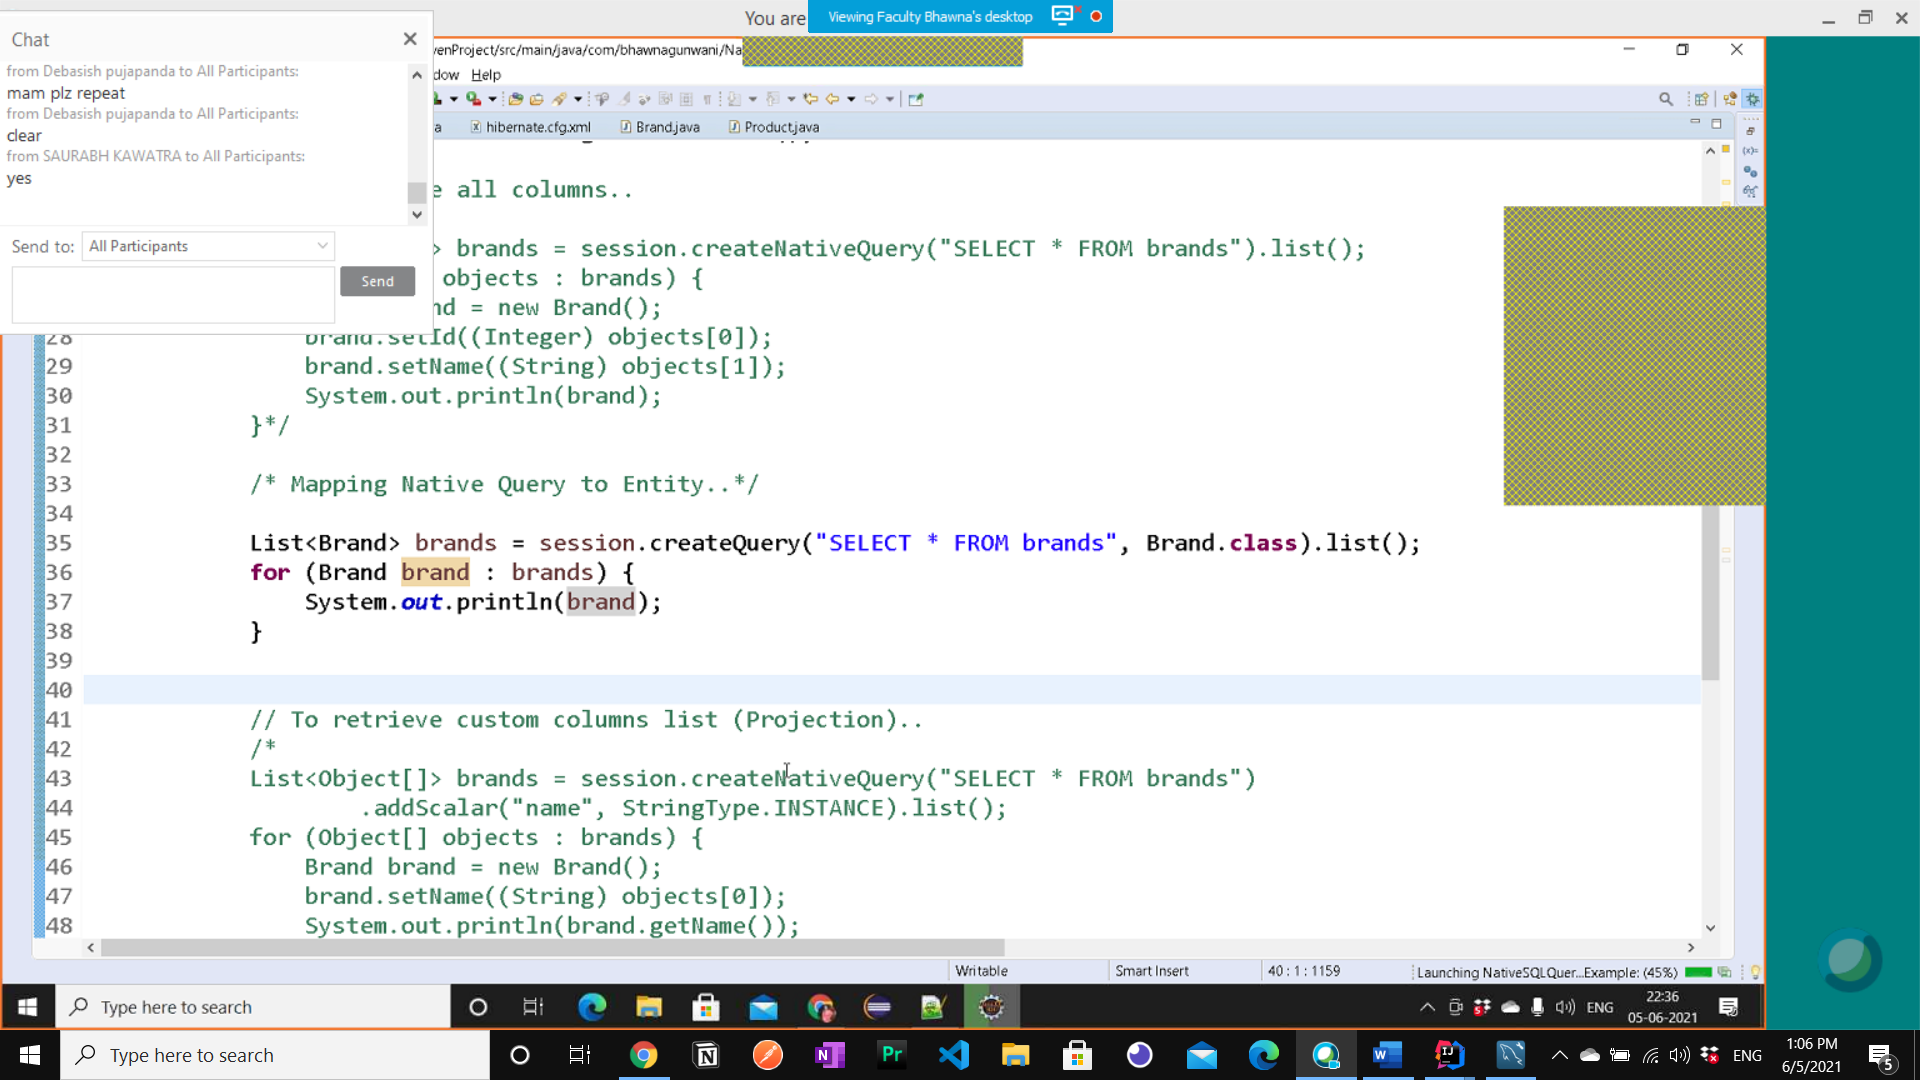 You are
Viewing Faculty Bhawna's desktop
Chat
from Debasish pujapanda to All Participants:
mam plz repeat
from Debasish pujapanda to All Participants:
clear
from SAURABH KAWATRA to All Participants:
yes
Send to:
All Participants
Send
venProject/src/main/java/com/bhawnagunwani/Na
dow Help
a
hibernate.cfg.xml
Brand.java
Product.java
e all columns..
> brands = session.createNativeQuery("SELECT * FROM brands").list();
objects : brands) {
nd = new Brand();
28 brand.setId((Integer) objects[0]);
29 brand.setName((String) objects[1]);
30 System.out.println(brand);
31 }*/
32
33 /* Mapping Native Query to Entity..*/
34
35 List<Brand> brands = session.createQuery("SELECT * FROM brands", Brand.class).list();
36 for (Brand brand : brands) {
37 System.out.println(brand);
38 }
39
40
41 // To retrieve custom columns list (Projection)..
42 /*
43 List<Object[]> brands = session.createNativeQuery("SELECT * FROM brands")
44 .addScalar("name", StringType.INSTANCE).list();
45 for (Object[] objects : brands) {
46 Brand brand = new Brand();
47 brand.setName((String) objects[0]);
48 System.out.println(brand.getName());
Writable
Smart Insert
40 : 1 : 1159
Launching NativeSQLQuer...Example: (45%)
Type here to search
ENG
22:36
05-06-2021
Type here to search
ENG
1:06 PM
6/5/2021
5